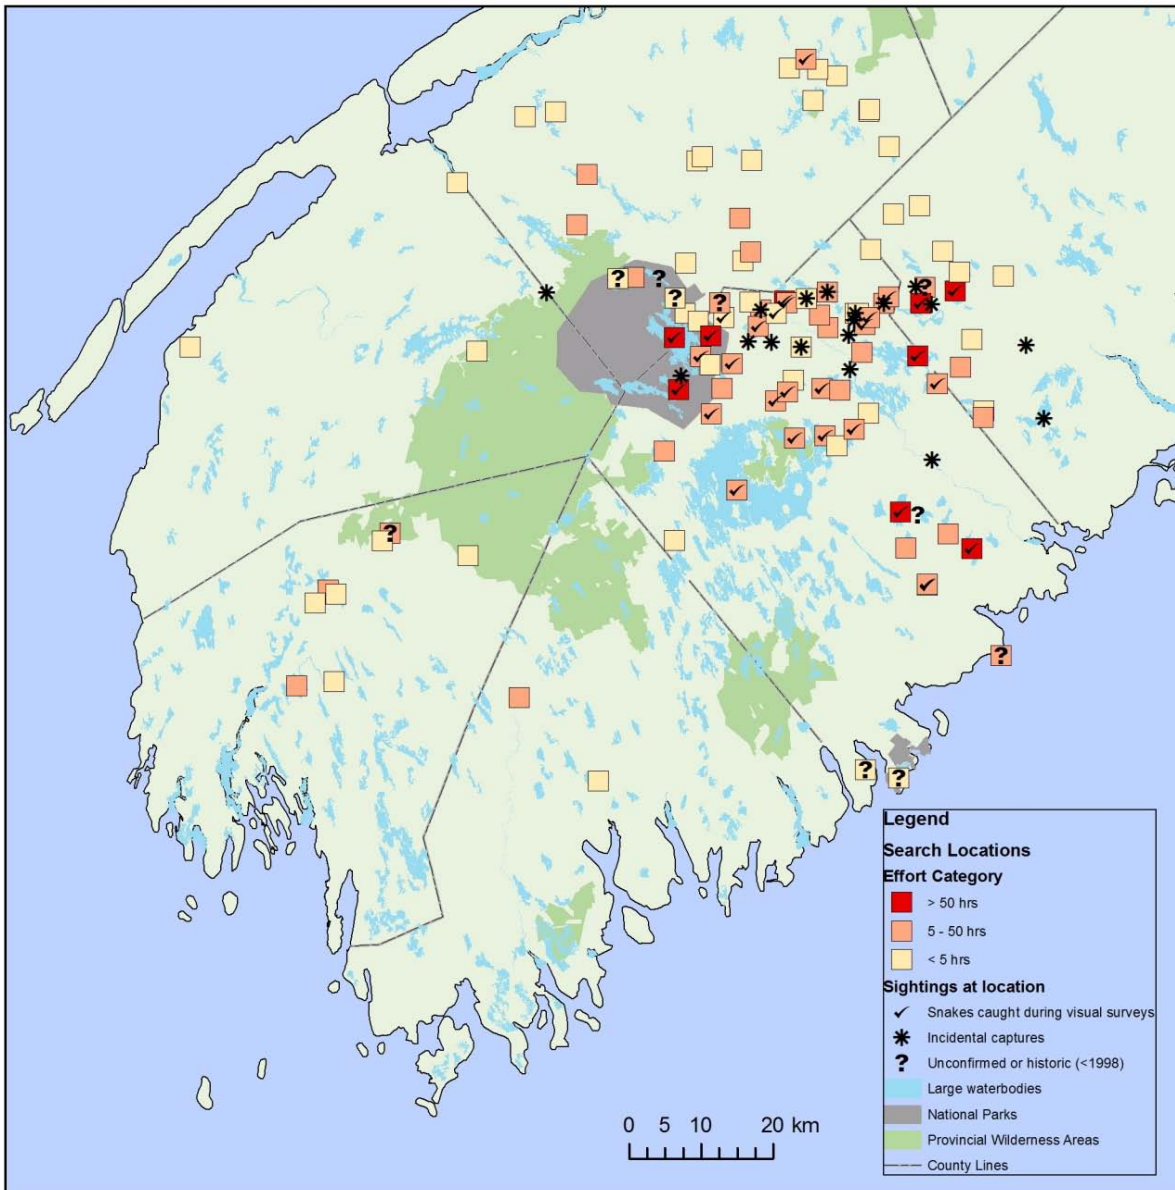 Legend
Search Locations
Effort Category
> 50 hrs
5 - 50 hrs
< 5 hrs
Sightings at location
Snakes caught during visual surveys
Incidental captures
? Unconfirmed or historic (<1998)
Large waterbodies
National Parks
Provincial Wilderness Areas
County Lines
0 5 10 20 km